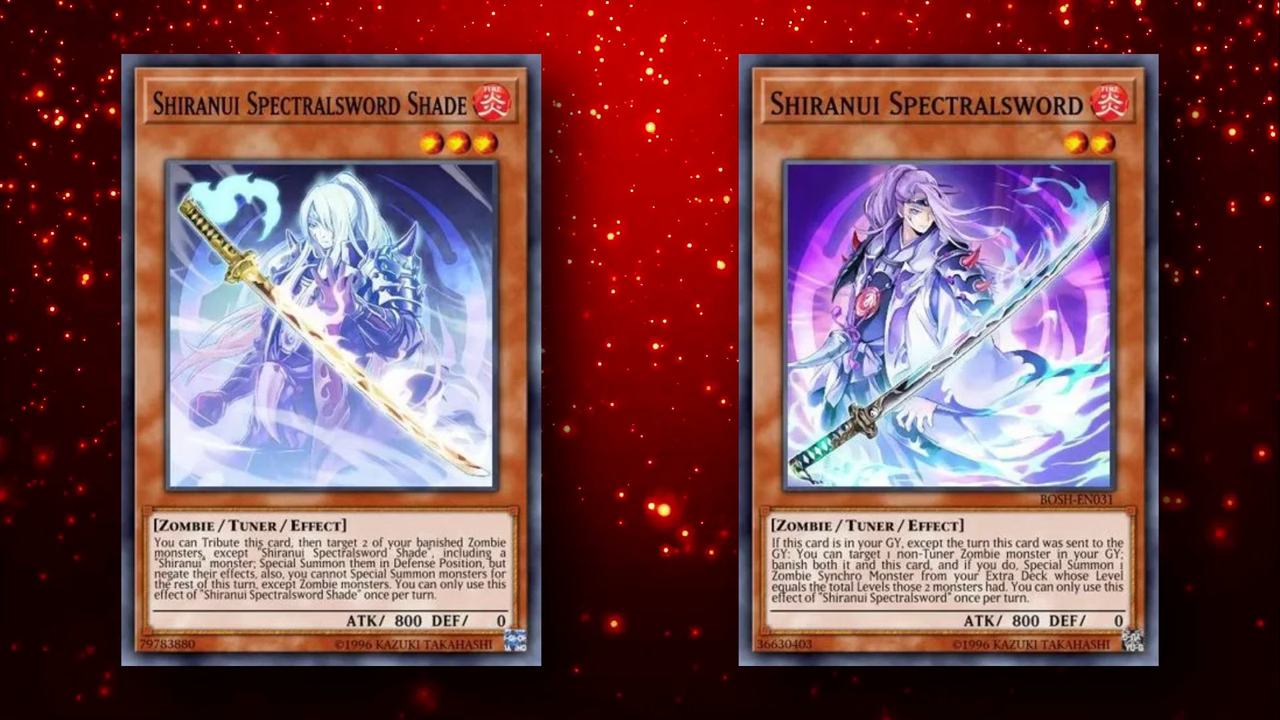 SHIRANUI SPECTRALSWORD SHADE
FIRE
炎
[ZOMBIE / TUNER / EFFECT]
You can Tribute this card, then target 2 of your banished Zombie
monsters, except "Shiranui Spectralsword Shade", including a
"Shiranui" monster; Special Summon them in Defense Position, but
negate their effects, also, you cannot Special Summon monsters for
the rest of this turn, except Zombie monsters. You can only use this
effect of "Shiranui Spectralsword Shade" once per turn.
ATK/ 800 DEF/ 0
79783880
©1996 KAZUKI TAKAHASHI
SHIRANUI SPECTRALSWORD
FIRE
炎
BOSH-EN031
[ZOMBIE / TUNER / EFFECT]
If this card is in your GY, except the turn this card was sent to the
GY: You can target 1 non-Tuner Zombie monster in your GY;
banish both it and this card, and if you do, Special Summon 1
Zombie Synchro Monster from your Extra Deck whose Level
equals the total Levels those 2 monsters had. You can only use this
effect of "Shiranui Spectralsword" once per turn.
ATK/ 800 DEF/ 0
36630403
©1996 KAZUKI TAKAHASHI